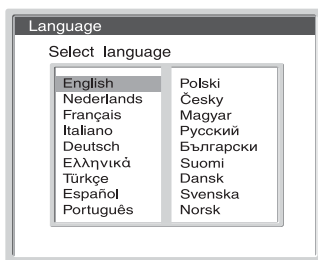 Language
Select language
English
Nederlands
Français
Italiano
Deutsch
Ελληνικά
Türkçe
Español
Português
Polski
Česky
Magyar
Русский
Български
Suomi
Dansk
Svenska
Norsk